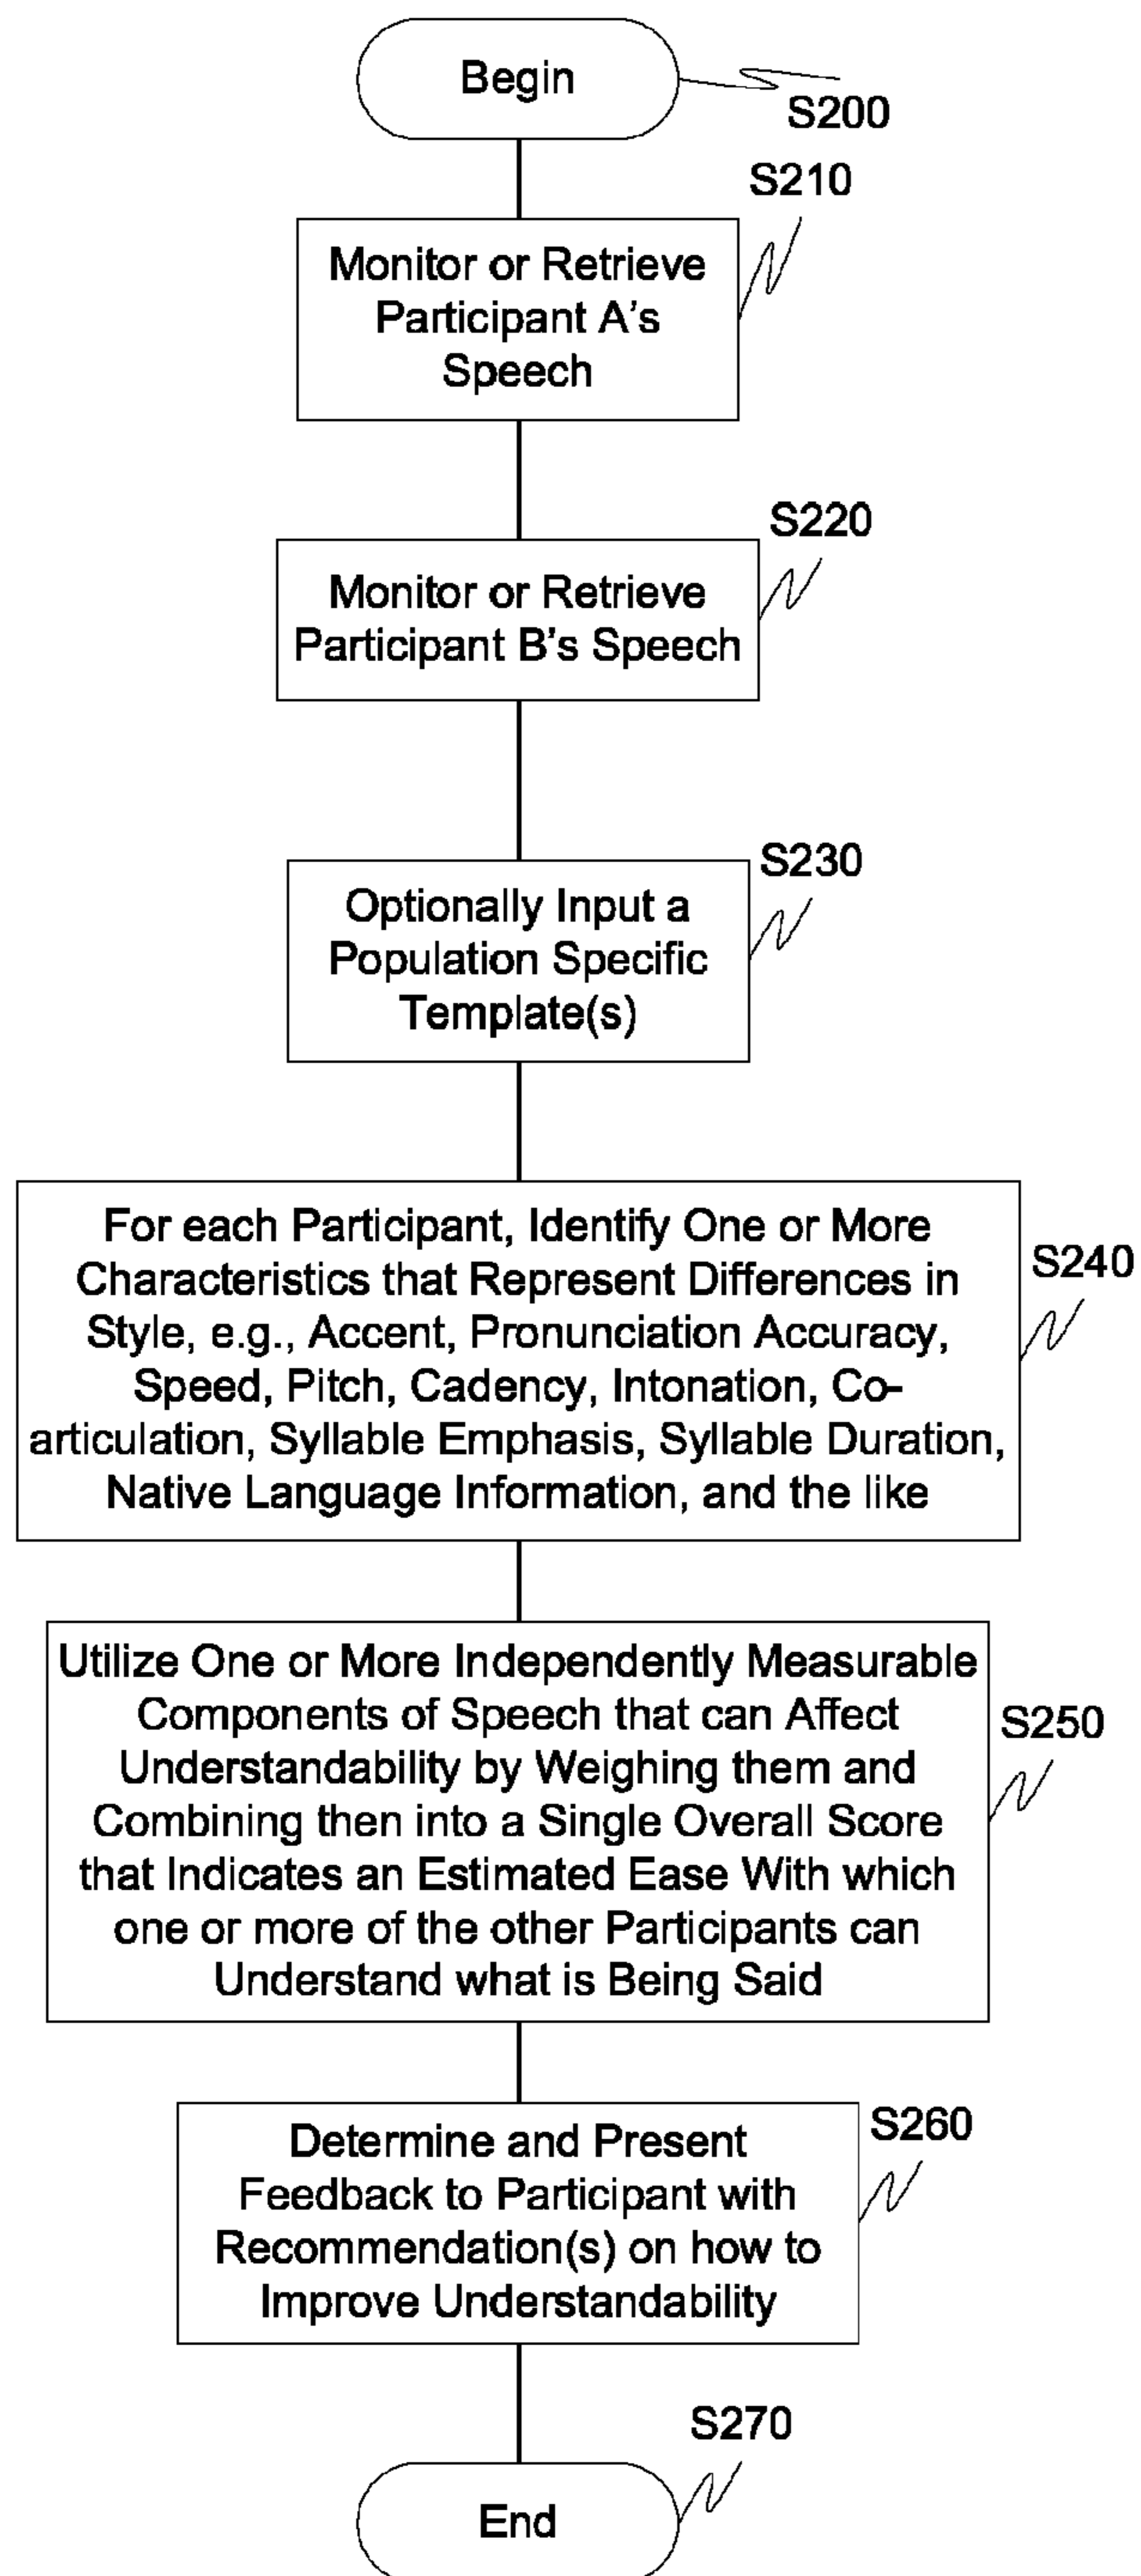 Begin
S200
S210
Monitor or Retrieve
Participant A's
Speech
S220
Monitor or Retrieve
Participant B's Speech
S230
Optionally Input a
Population Specific
Template(s)
For each Participant, Identify One or More
Characteristics that Represent Differences in
Style, e.g., Accent, Pronunciation Accuracy,
Speed, Pitch, Cadency, Intonation, Co-
articulation, Syllable Emphasis, Syllable Duration,
Native Language Information, and the like
S240
Utilize One or More Independently Measurable
Components of Speech that can Affect
Understandability by Weighing them and
Combining then into a Single Overall Score
that Indicates an Estimated Ease With which
one or more of the other Participants can
Understand what is Being Said
S250
Determine and Present
Feedback to Participant with
Recommendation(s) on how to
Improve Understandability
S260
S270
End